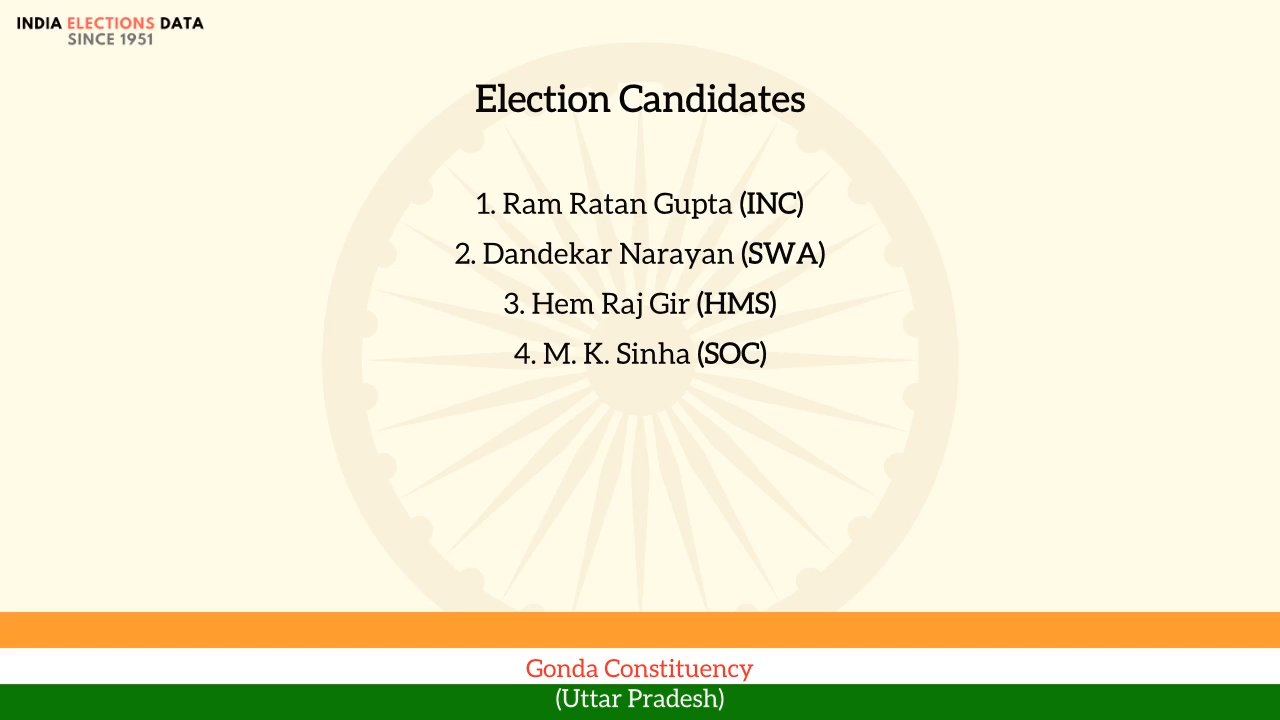 INDIA ELECTIONS DATA
SINCE 1951
Election Candidates
1. Ram Ratan Gupta (INC)
2. Dandekar Narayan (SWA)
3. Hem Raj Gir (HMS)
4. M. K. Sinha (SOC)
Gonda Constituency
(Uttar Pradesh)